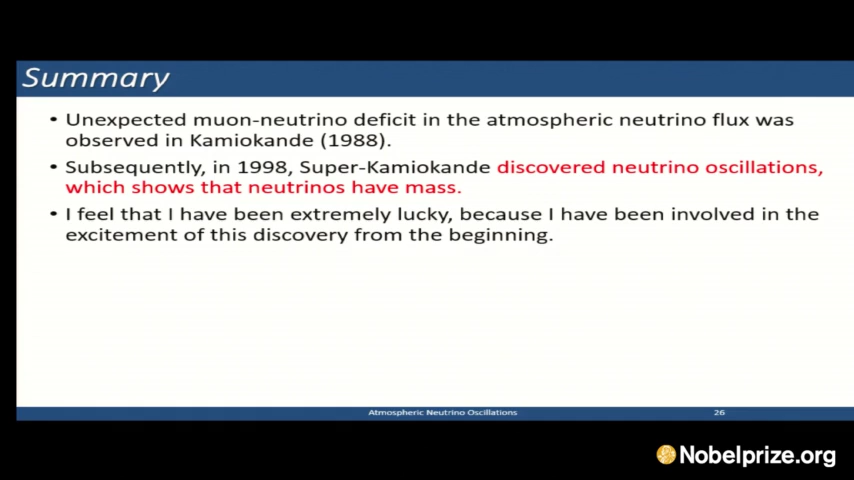 Summary
• Unexpected muon-neutrino deficit in the atmospheric neutrino flux was
observed in Kamiokande (1988).
• Subsequently, in 1998, Super-Kamiokande discovered neutrino oscillations,
which shows that neutrinos have mass.
• I feel that I have been extremely lucky, because I have been involved in the
excitement of this discovery from the beginning.
Atmospheric Neutrino Oscillations 26
Nobelprize.org